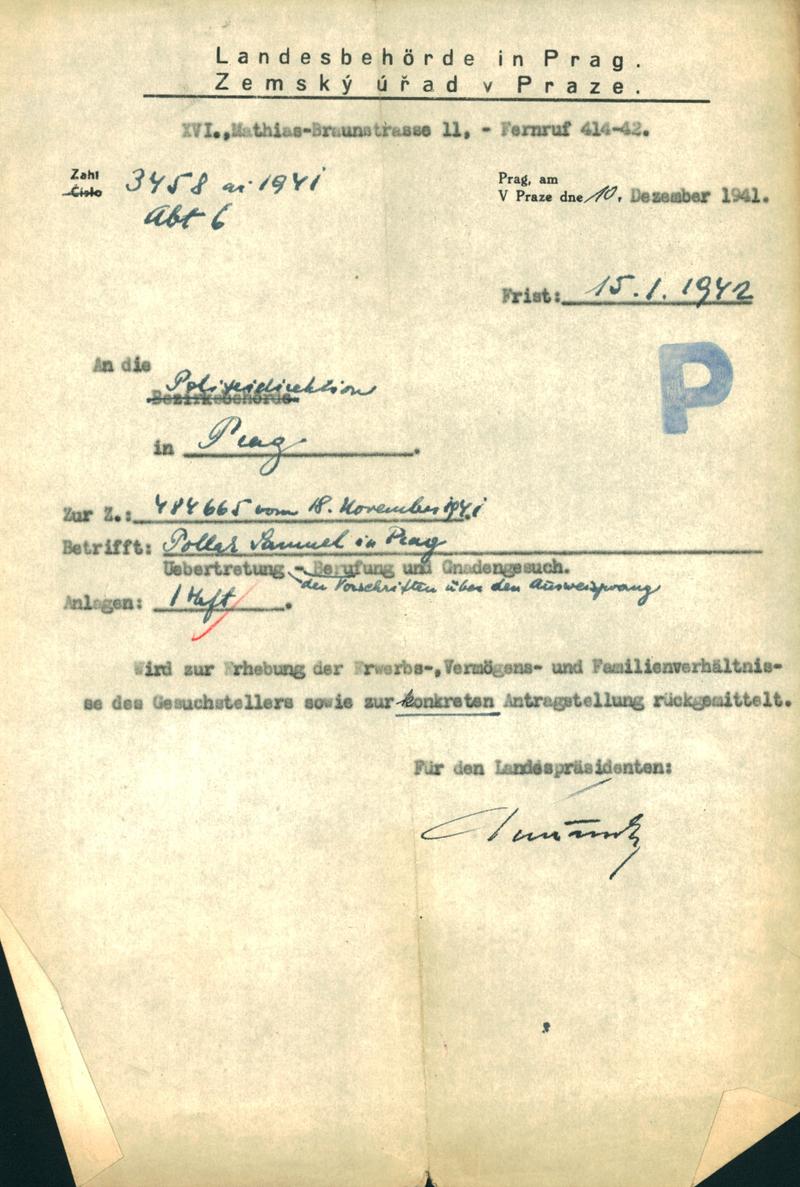 Landesbehörde in Prag.
Zemský úřad v Praze.
XVI.,Mathias-Braunstrasse 11, - Fernruf 414-42.
Zahl
Číslo
3458 ai 1941
Abt 6
Prag, am
V Praze dne 10. Dezember 1941.
Frist: 15.1.1942
P
An die
Polizeidirektion
Bezirksbehörde
in Prag.
Zur Z.: 484665 vom 18. November 1941
Betrifft: Pollak Samuel in Prag
Uebertretung - Berufung und Gnadengesuch.
der Vorschriften über den Ausweiszwang
Anlagen: 1 Heft.
Wird zur Erhebung der Erwerbs-,Vermögens- und Familienverhältnis-
se des Gesuchstellers sowie zur konkreten Antragstellung rückgemittelt.
Für den Landespräsidenten: